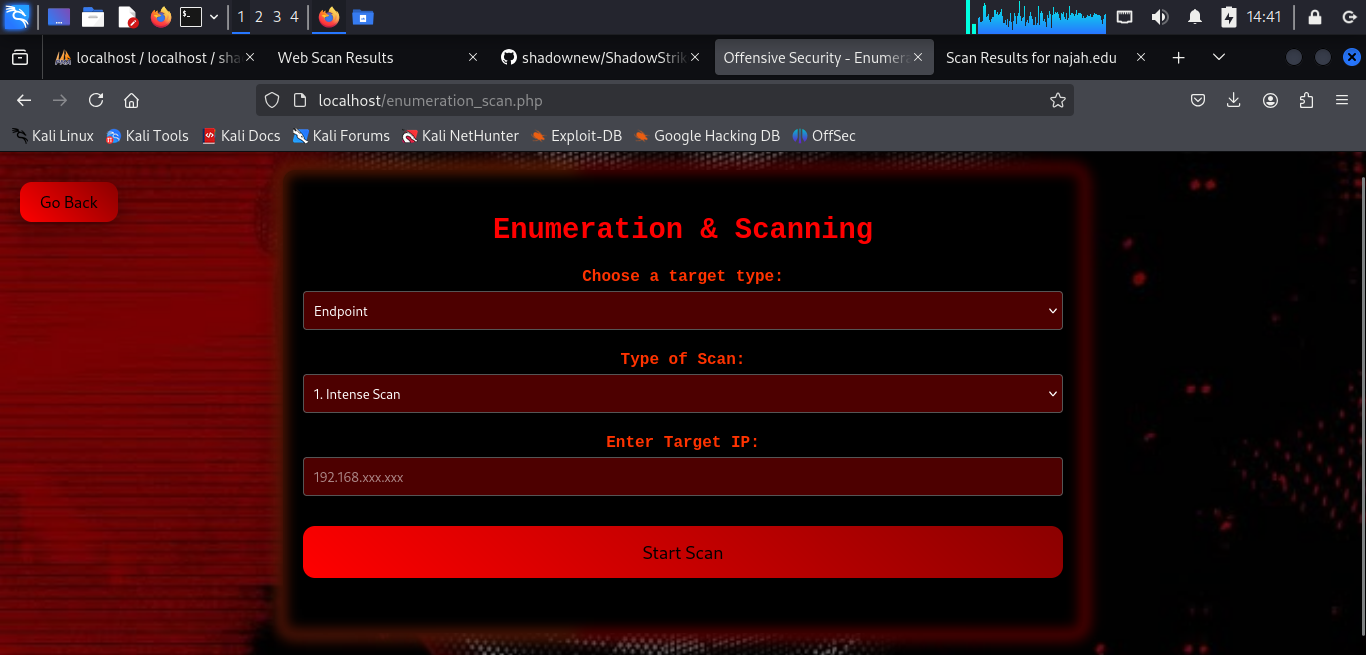 1 2 3 4 14:41
localhost / localhost / sha Web Scan Results shadownew/ShadowStrik Offensive Security - Enumera Scan Results for najah.edu
localhost/enumeration_scan.php
Kali Linux Kali Tools Kali Docs Kali Forums Kali NetHunter Exploit-DB Google Hacking DB OffSec
Go Back
Enumeration & Scanning
Choose a target type:
Endpoint
Type of Scan:
1. Intense Scan
Enter Target IP:
192.168.xxx.xxx
Start Scan